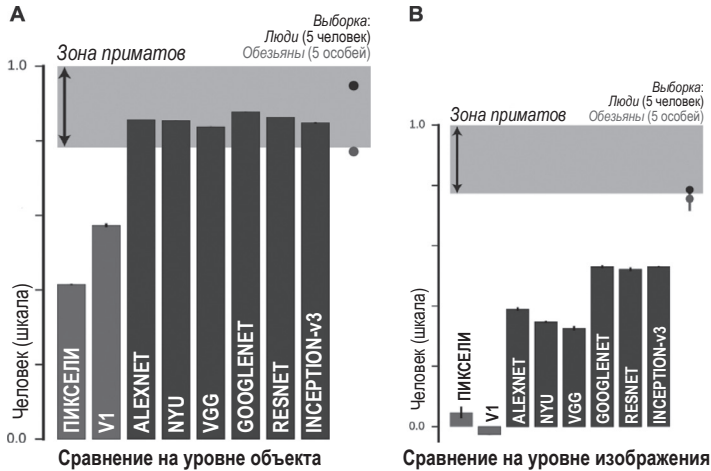 A
Выборка:
Люди (5 человек)
Обезьяны (5 особей)
Зона приматов
1.0
Человек (шкала)
0.0
ПИКСЕЛИ
V1
ALEXNET
NYU
VGG
GOOGLENET
RESNET
INCEPTION-v3
Сравнение на уровне объекта
B
Выборка:
Люди (5 человек)
Обезьяны (5 особей)
Зона приматов
1.0
Человек (шкала)
0.0
ПИКСЕЛИ
V1
ALEXNET
NYU
VGG
GOOGLENET
RESNET
INCEPTION-v3
Сравнение на уровне изображения